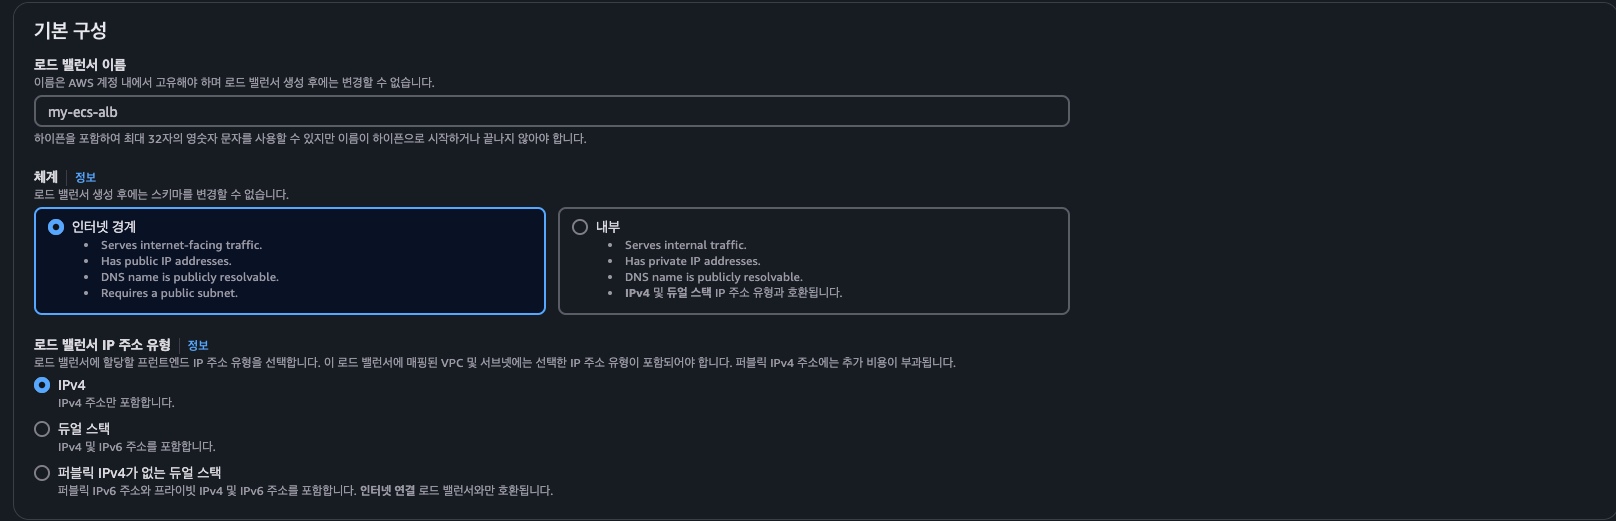 기본 구성
로드 밸런서 이름
이름은 AWS 계정 내에서 고유해야 하며 로드 밸런서 생성 후에는 변경할 수 없습니다.
my-ecs-alb
하이픈을 포함하여 최대 32자의 영숫자 문자를 사용할 수 있지만 이름이 하이픈으로 시작하거나 끝나지 않아야 합니다.
체계 정보
로드 밸런서 생성 후에는 스키마를 변경할 수 없습니다.
인터넷 경계
• Serves internet-facing traffic.
• Has public IP addresses.
• DNS name is publicly resolvable.
• Requires a public subnet.
내부
• Serves internal traffic.
• Has private IP addresses.
• DNS name is publicly resolvable.
• IPv4 및 듀얼 스택 IP 주소 유형과 호환됩니다.
로드 밸런서 IP 주소 유형 정보
로드 밸런서에 할당할 프런트엔드 IP 주소 유형을 선택합니다. 이 로드 밸런서에 매핑된 VPC 및 서브넷에는 선택한 IP 주소 유형이 포함되어야 합니다. 퍼블릭 IPv4 주소에는 추가 비용이 부과됩니다.
IPv4
IPv4 주소만 포함합니다.
듀얼 스택
IPv4 및 IPv6 주소를 포함합니다.
퍼블릭 IPv4가 없는 듀얼 스택
퍼블릭 IPv6 주소와 프라이빗 IPv4 및 IPv6 주소를 포함합니다. 인터넷 연결 로드 밸런서와만 호환됩니다.